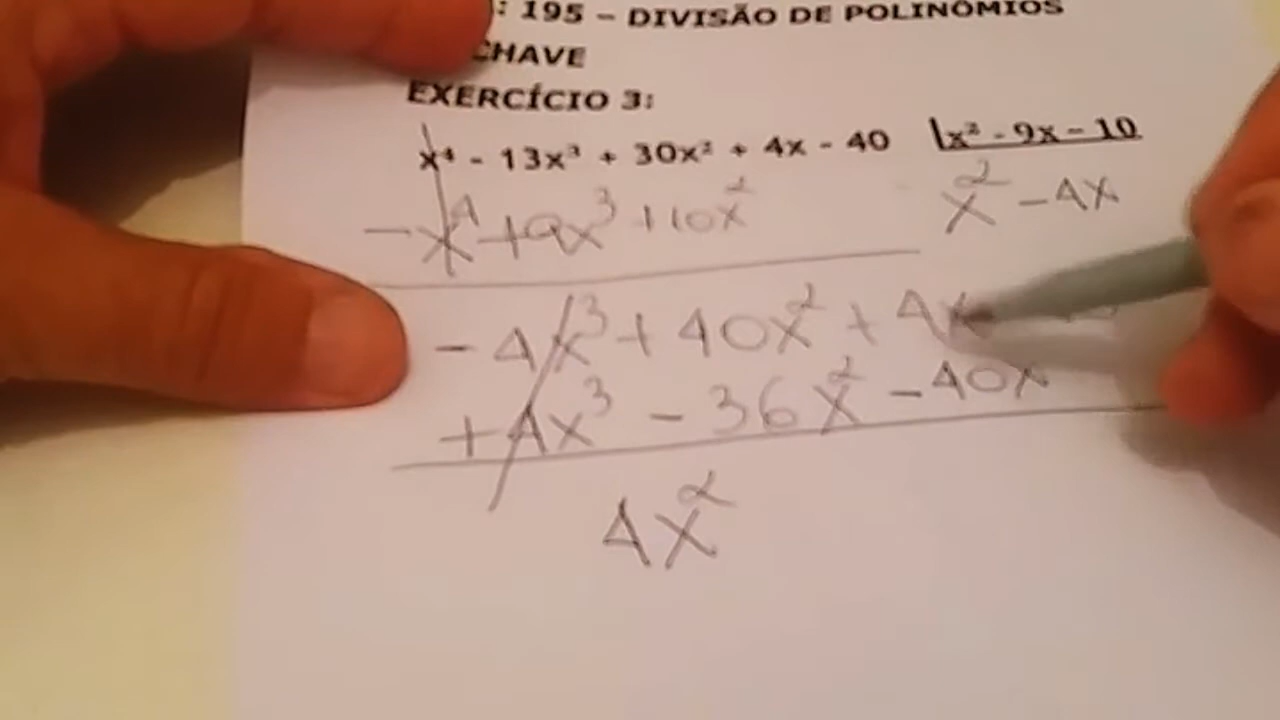 : 195 – DIVISÃO DE POLINÔMIOS
CHAVE
EXERCÍCIO 3:
x⁴ - 13x³ + 30x² + 4x - 40 x² - 9x - 10
-x⁴+9x³+10x² x²-4x
-4x³+40x²+4x
+4x³-36x²-40x
4x²